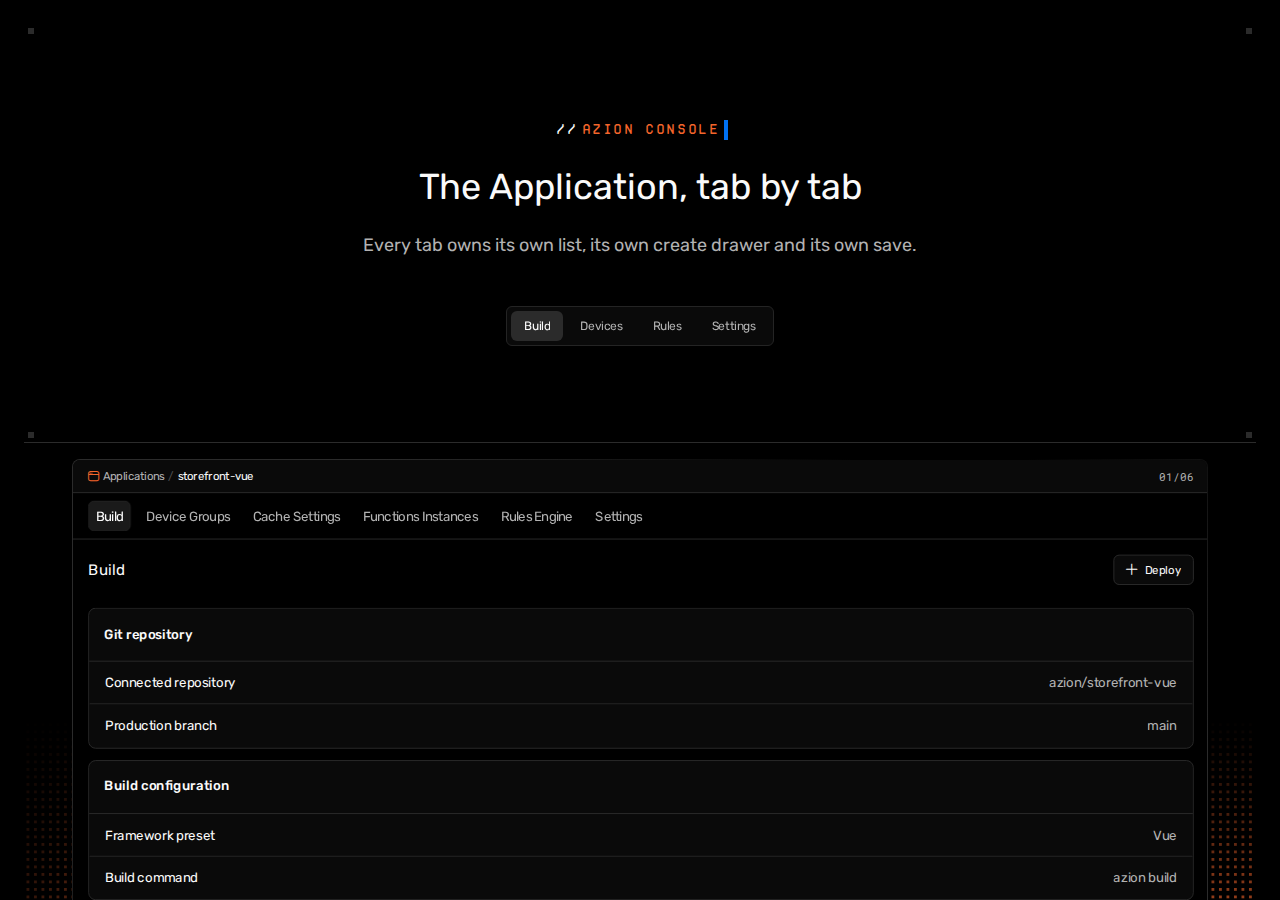 // AZION CONSOLE
The Application, tab by tab
Every tab owns its own list, its own create drawer and its own save.
Build Devices Rules Settings
Applications / storefront-vue 01/06
Build Device Groups Cache Settings Functions Instances Rules Engine Settings
Build Deploy
Git repository
Connected repository azion/storefront-vue
Production branch main
Build configuration
Framework preset Vue
Build command azion build